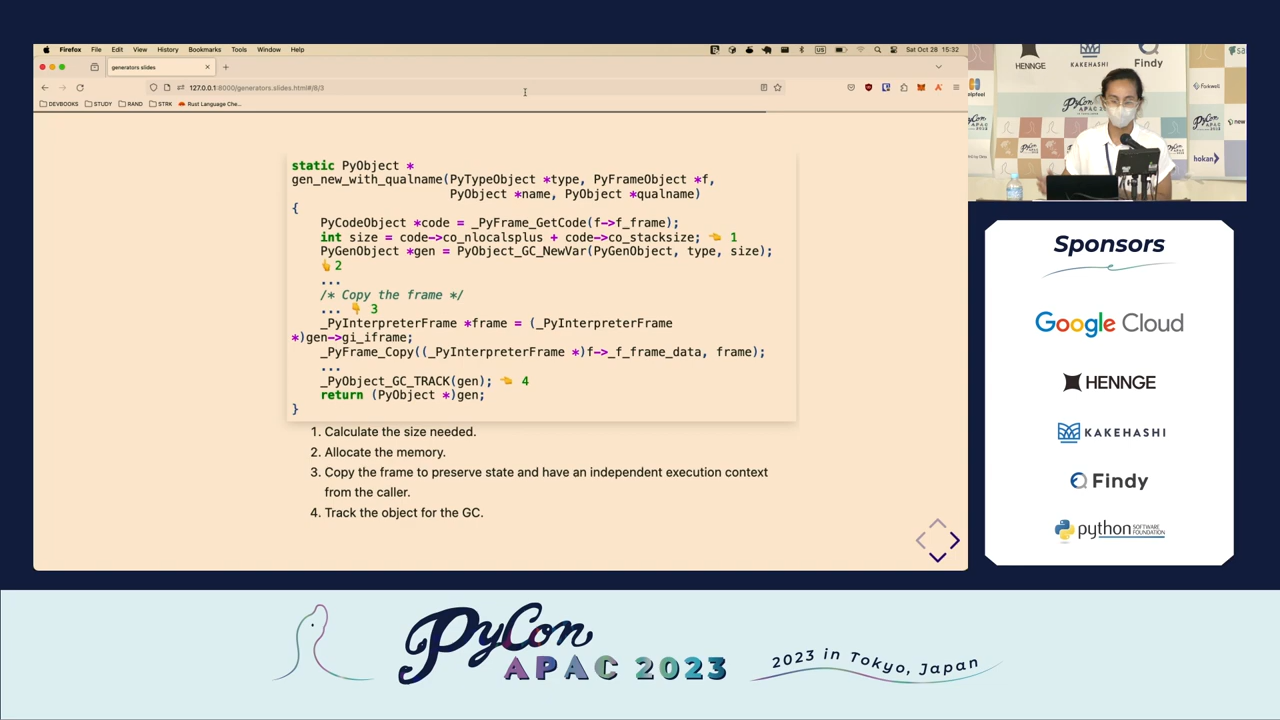 Firefox File Edit View History Bookmarks Tools Window Help
US
Sat Oct 28 15:32
generators slides
127.0.0.1:8000/generators.slides.html#/8/3
DEVBOOKS STUDY RAND STRK Rust Language Che...
static PyObject *
gen_new_with_qualname(PyTypeObject *type, PyFrameObject *f,
PyObject *name, PyObject *qualname)
{
PyCodeObject *code = _PyFrame_GetCode(f->f_frame);
int size = code->co_nlocalsplus + code->co_stacksize; 👈 1
PyGenObject *gen = PyObject_GC_NewVar(PyGenObject, type, size);
👆 2
...
/* Copy the frame */
... 👇 3
_PyInterpreterFrame *frame = (_PyInterpreterFrame
*)gen->gi_iframe;
_PyFrame_Copy((_PyInterpreterFrame *)f->_f_frame_data, frame);
...
_PyObject_GC_TRACK(gen); 👈 4
return (PyObject *)gen;
}
1. Calculate the size needed.
2. Allocate the memory.
3. Copy the frame to preserve state and have an independent execution context
from the caller.
4. Track the object for the GC.
HENNGE
KAKEHASHI
Findy
PyCon
APAC 2023
hokan
Sponsors
Google Cloud
HENNGE
KAKEHASHI
Findy
python SOFTWARE
FOUNDATION
PyCon
APAC 2023
2023 in Tokyo, Japan